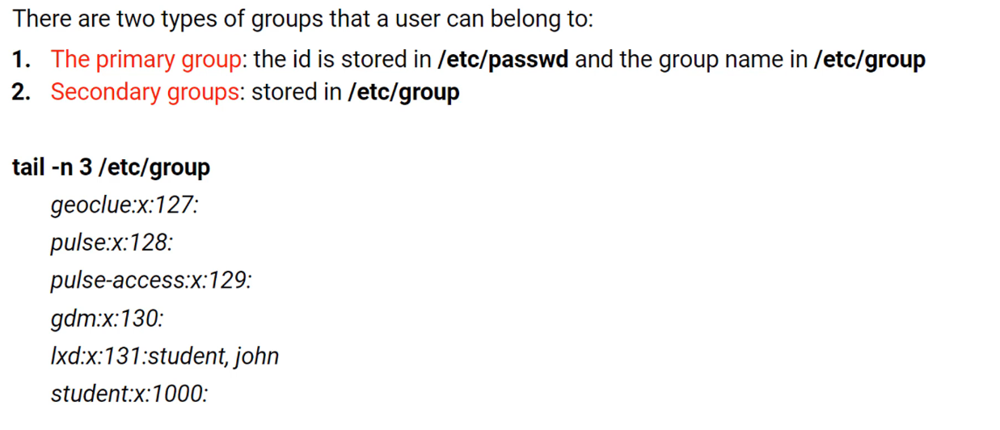 There are two types of groups that a user can belong to:
1. The primary group: the id is stored in /etc/passwd and the group name in /etc/group
2. Secondary groups: stored in /etc/group
tail -n 3 /etc/group
geoclue:x:127:
pulse:x:128:
pulse-access:x:129:
gdm:x:130:
lxd:x:131:student, john
student:x:1000: